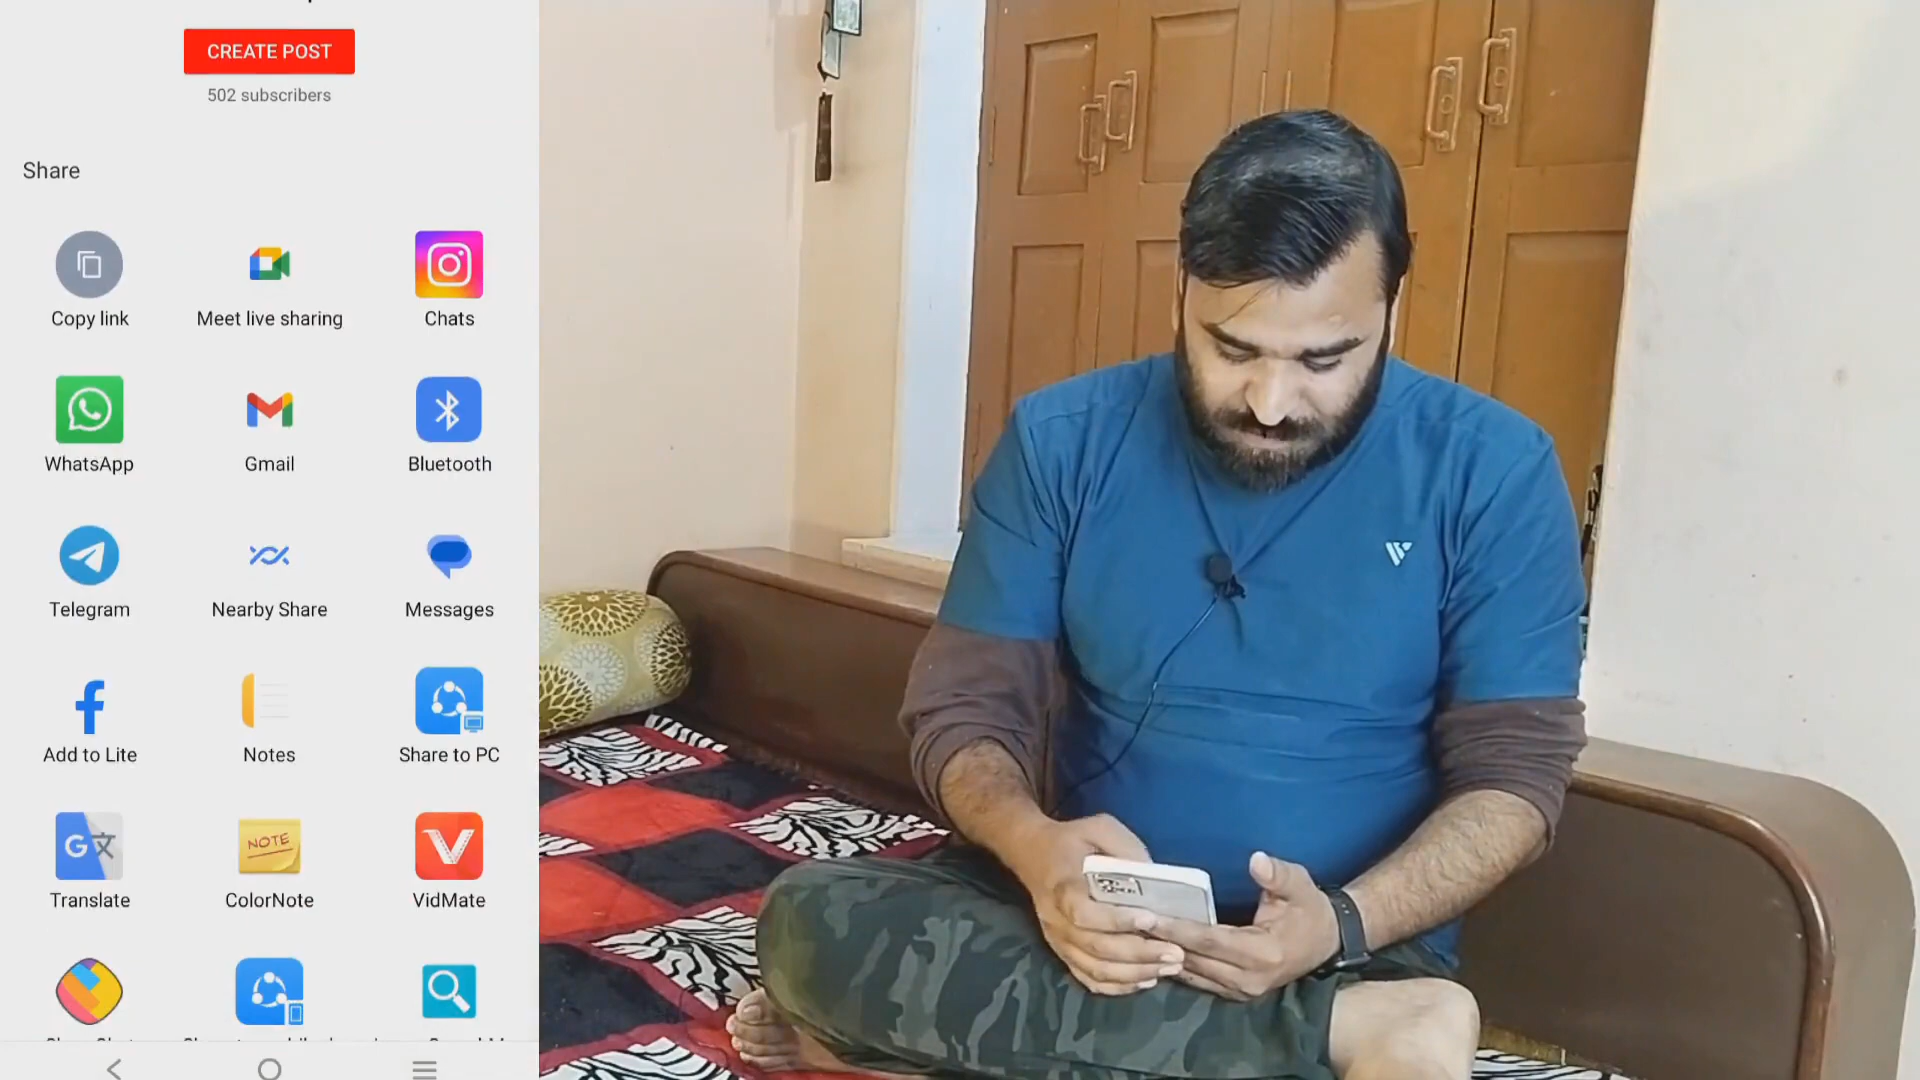 CREATE POST
502 subscribers
Share
Copy link
Meet live sharing
Chats
WhatsApp
Gmail
Bluetooth
Telegram
Nearby Share
Messages
Add to Lite
Notes
Share to PC
G
NOTE
Translate
ColorNote
VidMate